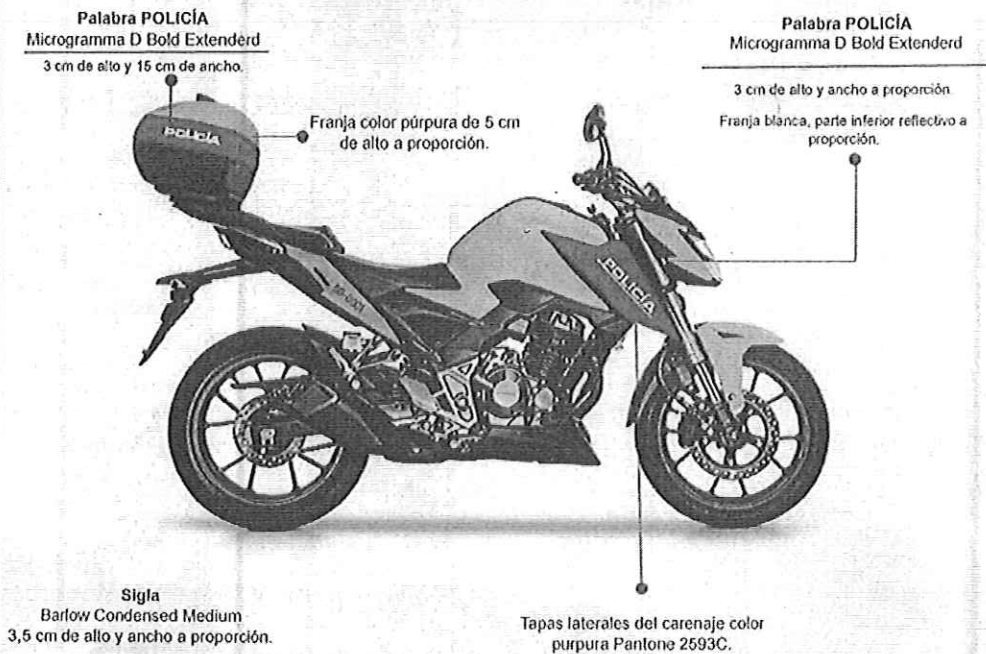 Palabra POLICÍA
Microgramma D Bold Extenderd
3 cm de alto y 15 cm de ancho.
Palabra POLICÍA
Microgramma D Bold Extenderd
3 cm de alto y ancho a proporción
Franja blanca, parte inferior reflectivo a
proporción.
Franja color púrpura de 5 cm
de alto a proporción.
POLICÍA
POLICÍA
Sigla
Barlow Condensed Medium
3,5 cm de alto y ancho a proporción.
Tapas laterales del carenaje color
purpura Pantone 2593C.